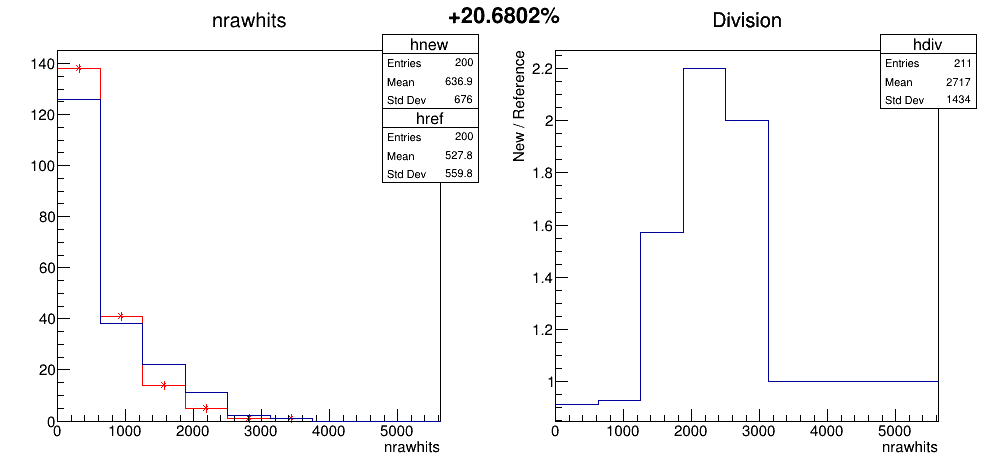 +20.6802%
nrawhits
hnew
Entries 200
Mean 636.9
Std Dev 676
href
Entries 200
Mean 527.8
Std Dev 559.8
140
120
100
80
60
40
20
0
0 1000 2000 3000 4000 5000
nrawhits
Division
hdiv
Entries 211
Mean 2717
Std Dev 1434
New / Reference
2.2
2
1.8
1.6
1.4
1.2
1
0 1000 2000 3000 4000 5000
nrawhits